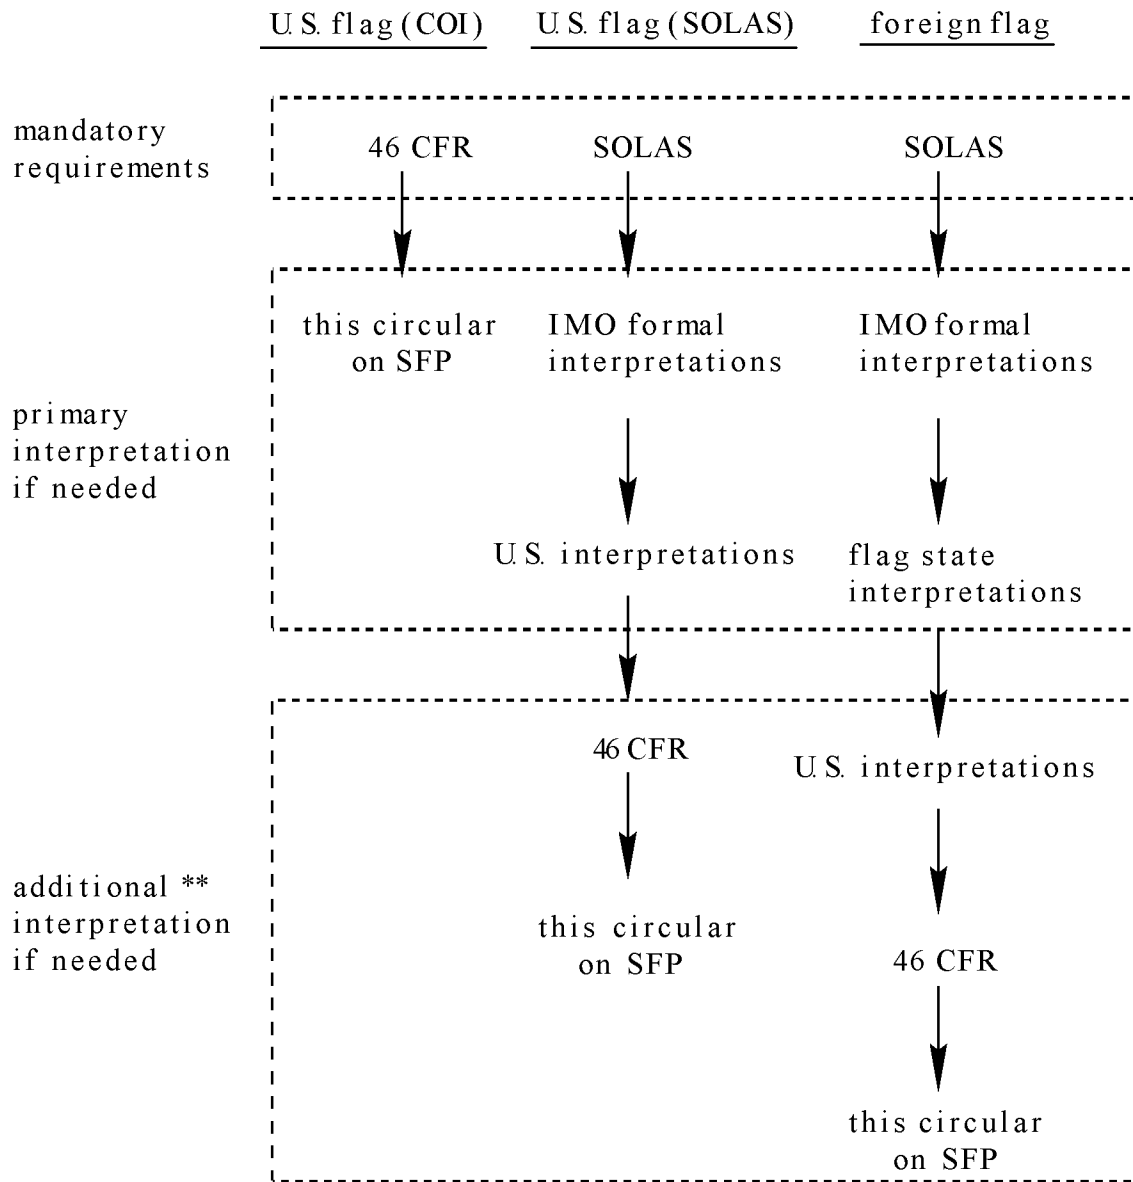 U.S. flag (COI)
U.S. flag (SOLAS)
foreign flag
mandatory
requirements
46 CFR
SOLAS
SOLAS
primary
interpretation
if needed
this circular
on SFP
IMO formal
interpretations
IMO formal
interpretations
U.S. interpretations
flag state
interpretations
additional **
interpretation
if needed
46 CFR
this circular
on SFP
U.S. interpretations
46 CFR
this circular
on SFP